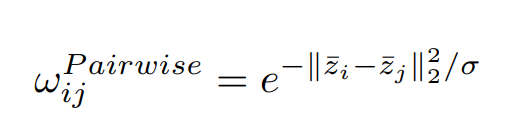 ω_{ij}^{Pairwise} = e^{-‖z̄_i - z̄_j‖_2^2/σ}